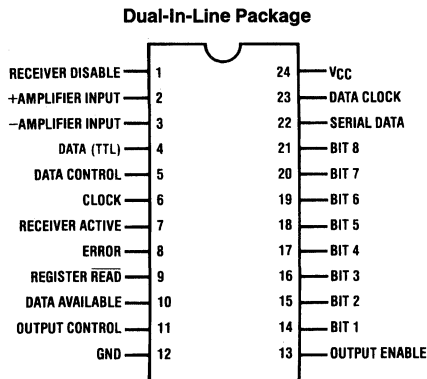 Dual-In-Line Package
RECEIVER DISABLE 1 24 VCC
+AMPLIFIER INPUT 2 23 DATA CLOCK
−AMPLIFIER INPUT 3 22 SERIAL DATA
DATA (TTL) 4 21 BIT 8
DATA CONTROL 5 20 BIT 7
CLOCK 6 19 BIT 6
RECEIVER ACTIVE 7 18 BIT 5
ERROR 8 17 BIT 4
REGISTER R̅E̅A̅D̅ 9 16 BIT 3
DATA AVAILABLE 10 15 BIT 2
OUTPUT CONTROL 11 14 BIT 1
GND 12 13 OUTPUT ENABLE